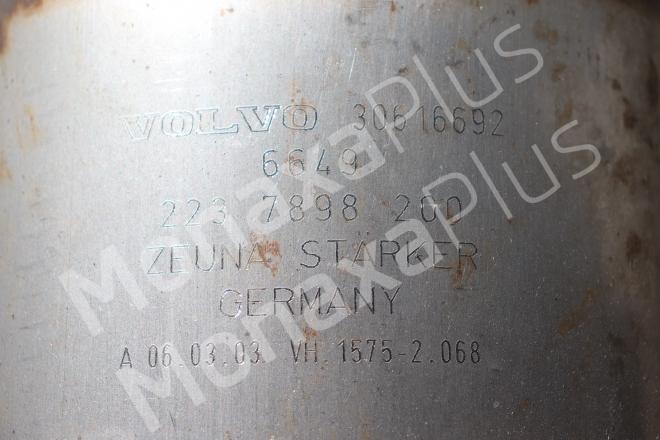 VOLVO 30616692
6649
223 7898 200
ZEUNA STÄRKER
GERMANY
A 06.03.03 VH. 1575-2.068
MonaxaPlus
MonaxaPlus